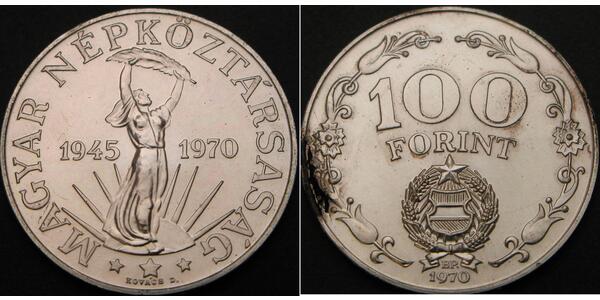 MAGYAR NÉPKÖZTÁRSASÁG
1945 1970
KOVÁCS D.
100
FORINT
BP.
1970